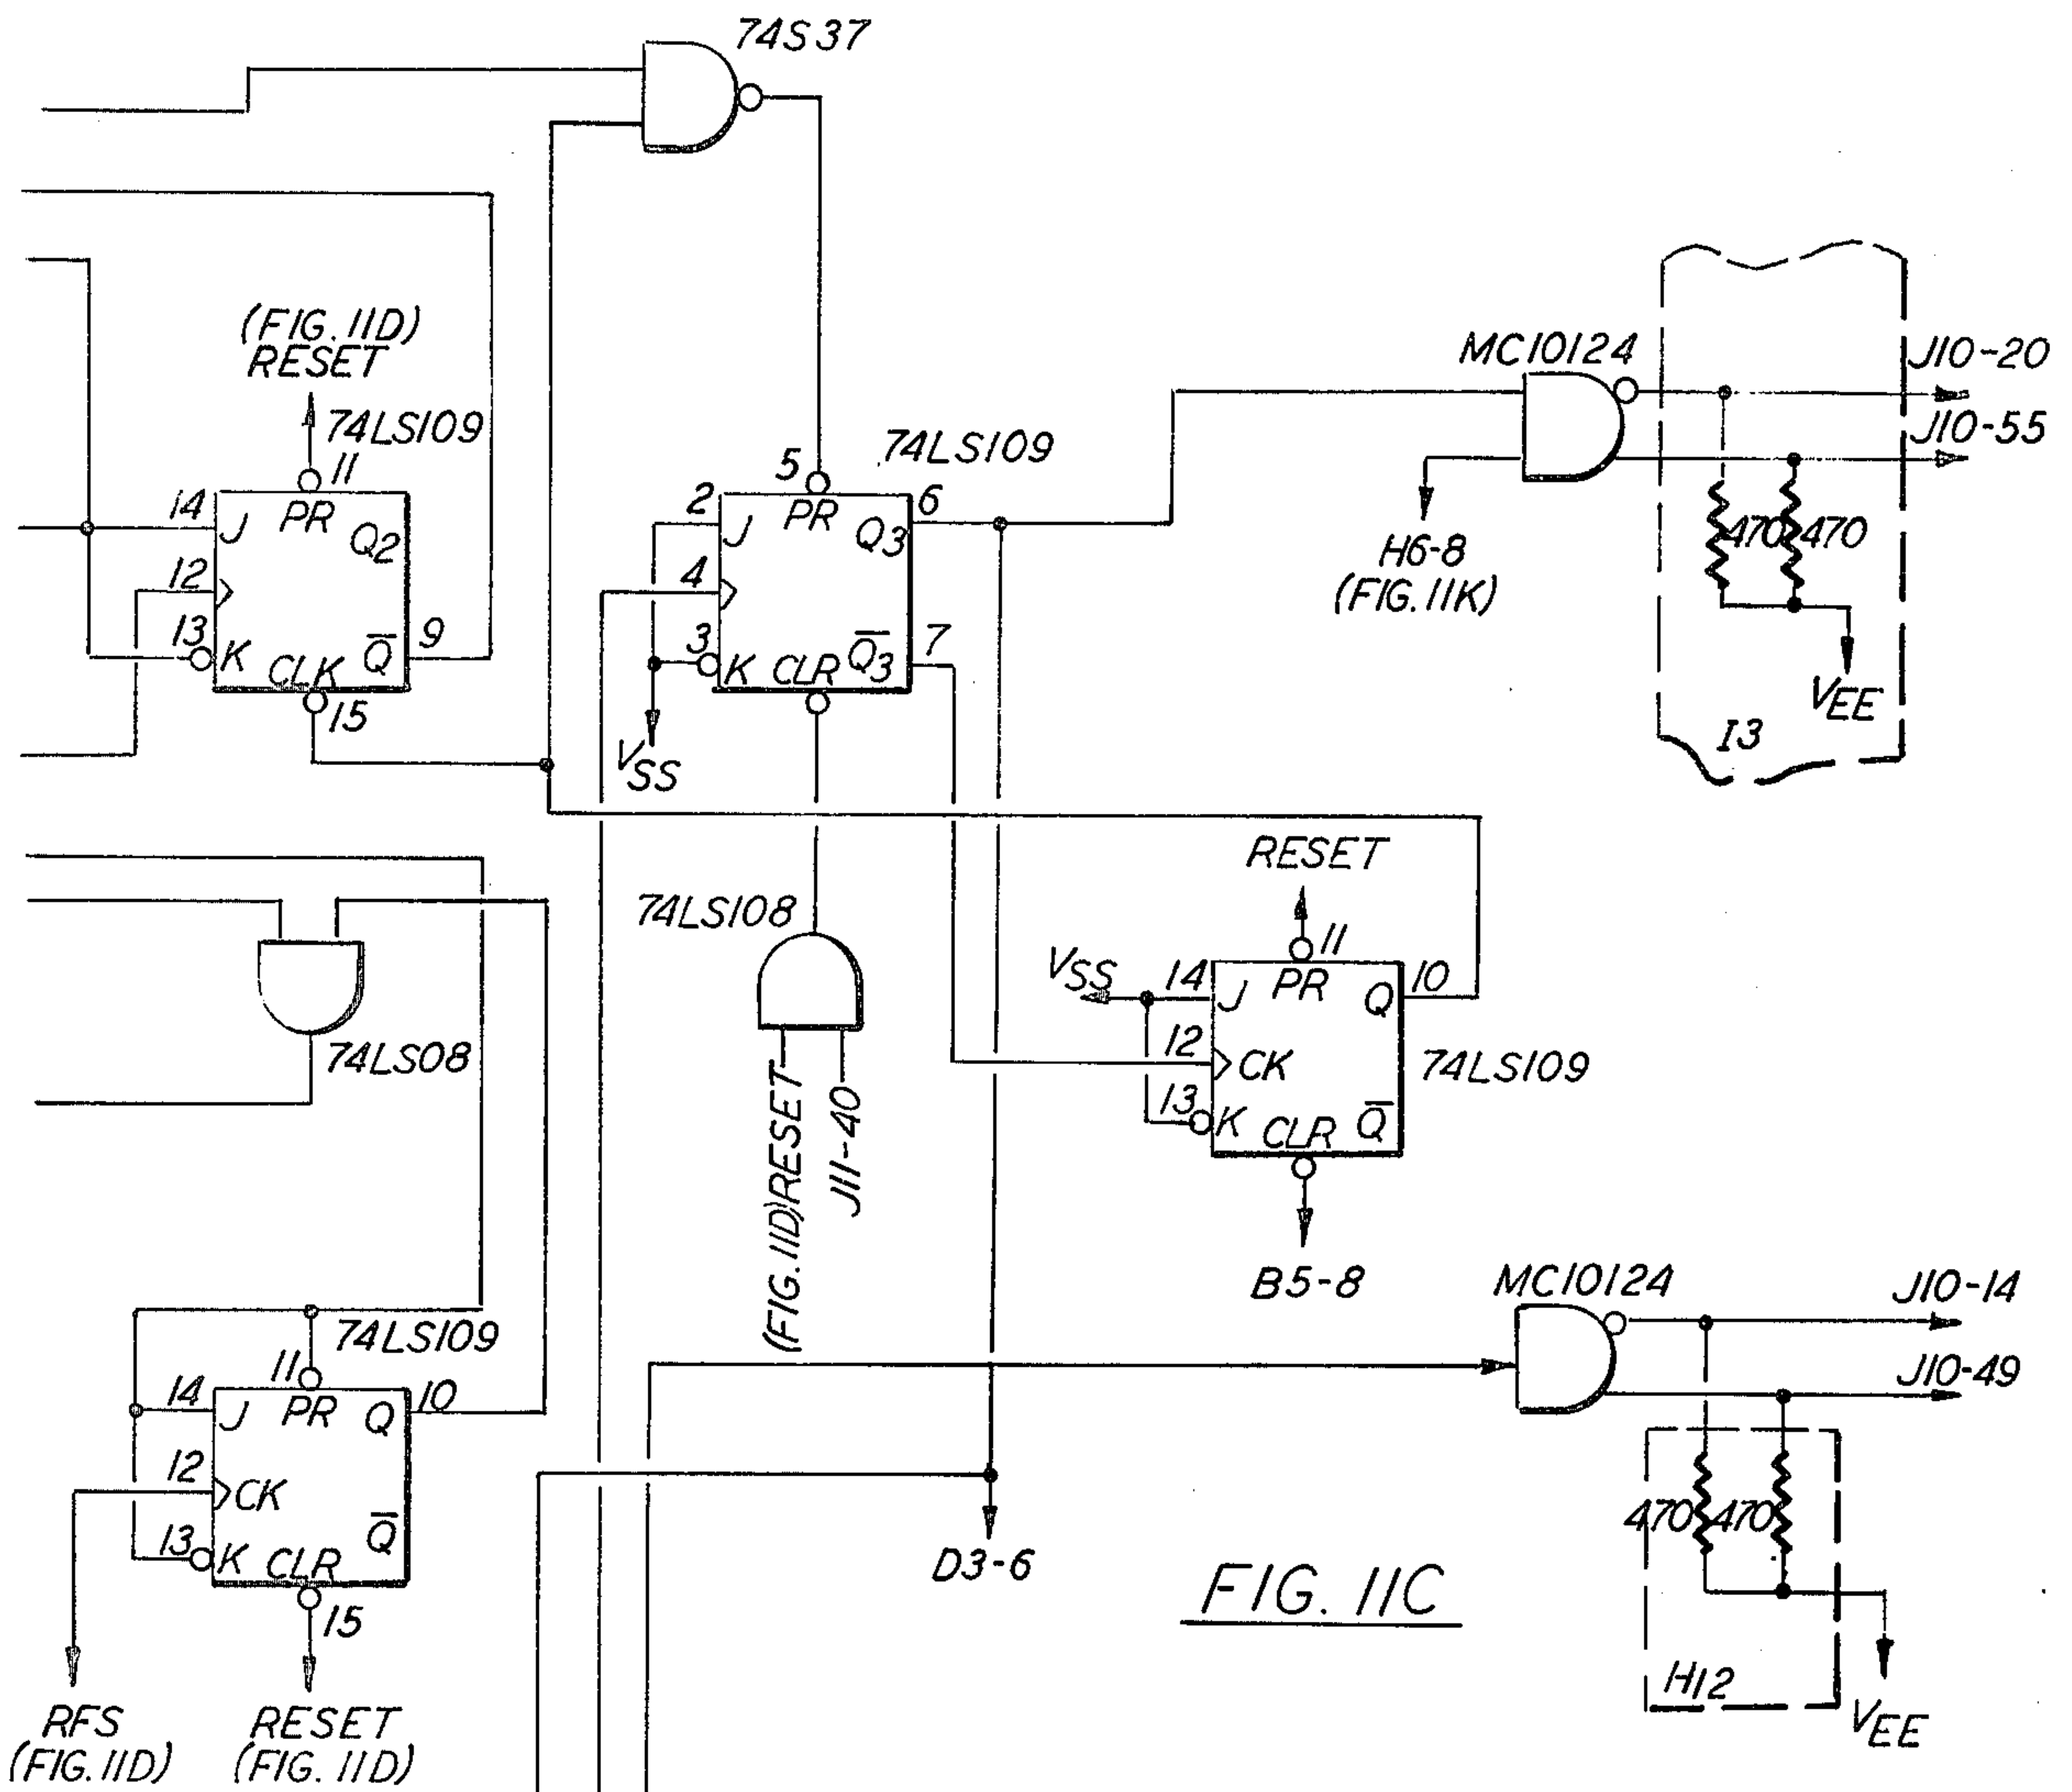 74S37
(FIG. 11D)
RESET
74LS109
11
14
J
PR
Q2
12
13
K
CLK
Q̅
9
15
74LS109
5
2
J
PR
6
Q3
4
3
K
CLR
Q̅3
7
VSS
MC10124
J10-20
J10-55
H6-8
(FIG. 11K)
470
470
VEE
I3
74LS08
74LS108
(FIG. 11D)RESET
J11-40
RESET
11
VSS
14
J
PR
Q
10
12
CK
74LS109
13
K
CLR
Q̅
B5-8
74LS109
11
14
J
PR
Q
10
12
CK
13
K
CLR
Q̅
15
RFS
(FIG. 11D)
RESET
(FIG. 11D)
D3-6
MC10124
J10-14
J10-49
470
470
H12
VEE
FIG. 11C